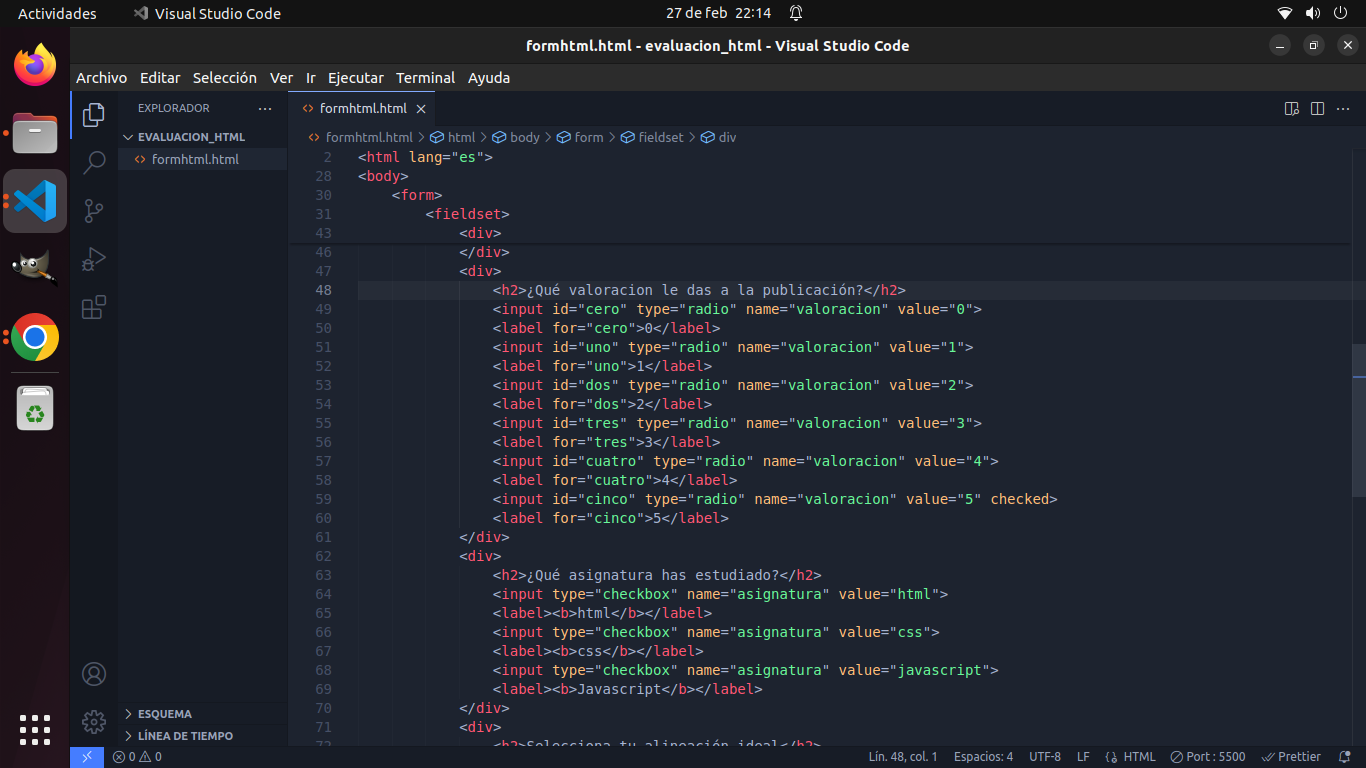 Actividades Visual Studio Code 27 de feb 22:14
formhtml.html - evaluacion_html - Visual Studio Code
Archivo Editar Selección Ver Ir Ejecutar Terminal Ayuda
EXPLORADOR
EVALUACION_HTML
<> formhtml.html
ESQUEMA
LÍNEA DE TIEMPO
<> formhtml.html
<> formhtml.html > html > body > form > fieldset > div
2 <html lang="es">
28 <body>
30 <form>
31 <fieldset>
43 <div>
46 </div>
47 <div>
48 <h2>¿Qué valoracion le das a la publicación?</h2>
49 <input id="cero" type="radio" name="valoracion" value="0">
50 <label for="cero">0</label>
51 <input id="uno" type="radio" name="valoracion" value="1">
52 <label for="uno">1</label>
53 <input id="dos" type="radio" name="valoracion" value="2">
54 <label for="dos">2</label>
55 <input id="tres" type="radio" name="valoracion" value="3">
56 <label for="tres">3</label>
57 <input id="cuatro" type="radio" name="valoracion" value="4">
58 <label for="cuatro">4</label>
59 <input id="cinco" type="radio" name="valoracion" value="5" checked>
60 <label for="cinco">5</label>
61 </div>
62 <div>
63 <h2>¿Qué asignatura has estudiado?</h2>
64 <input type="checkbox" name="asignatura" value="html">
65 <label><b>html</b></label>
66 <input type="checkbox" name="asignatura" value="css">
67 <label><b>css</b></label>
68 <input type="checkbox" name="asignatura" value="javascript">
69 <label><b>Javascript</b></label>
70 </div>
71 <div>
72 <h2>Selecciona tu alineación ideal</h2>
0 0 Lín. 48, col. 1 Espacios: 4 UTF-8 LF HTML Port : 5500 Prettier